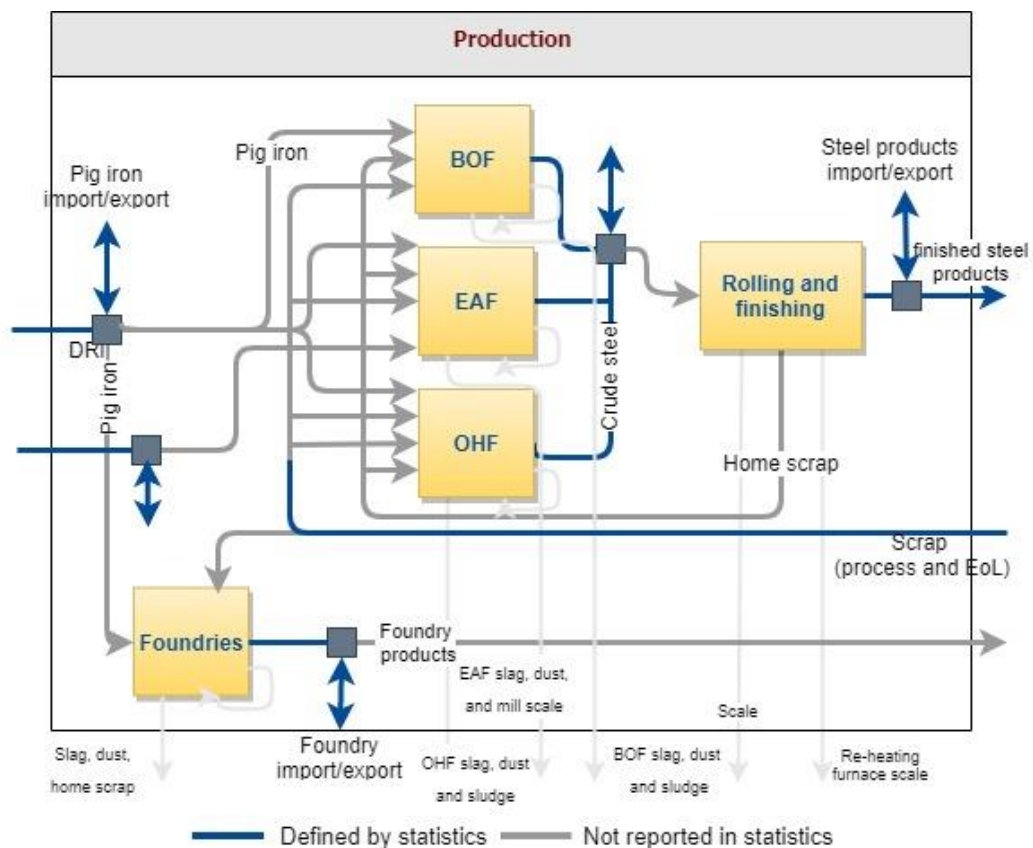 Production
Pig iron
import/export
Pig iron
BOF
Steel products
import/export
finished steel
products
EAF
Rolling and
finishing
DRI
Pig iron
Crude steel
OHF
Home scrap
Scrap
(process and EoL)
Foundries
Foundry
products
EAF slag, dust,
and mill scale
Scale
Slag, dust,
home scrap
Foundry
import/export
OHF slag, dust
and sludge
BOF slag, dust
and sludge
Re-heating
furnace scale
Defined by statistics
Not reported in statistics